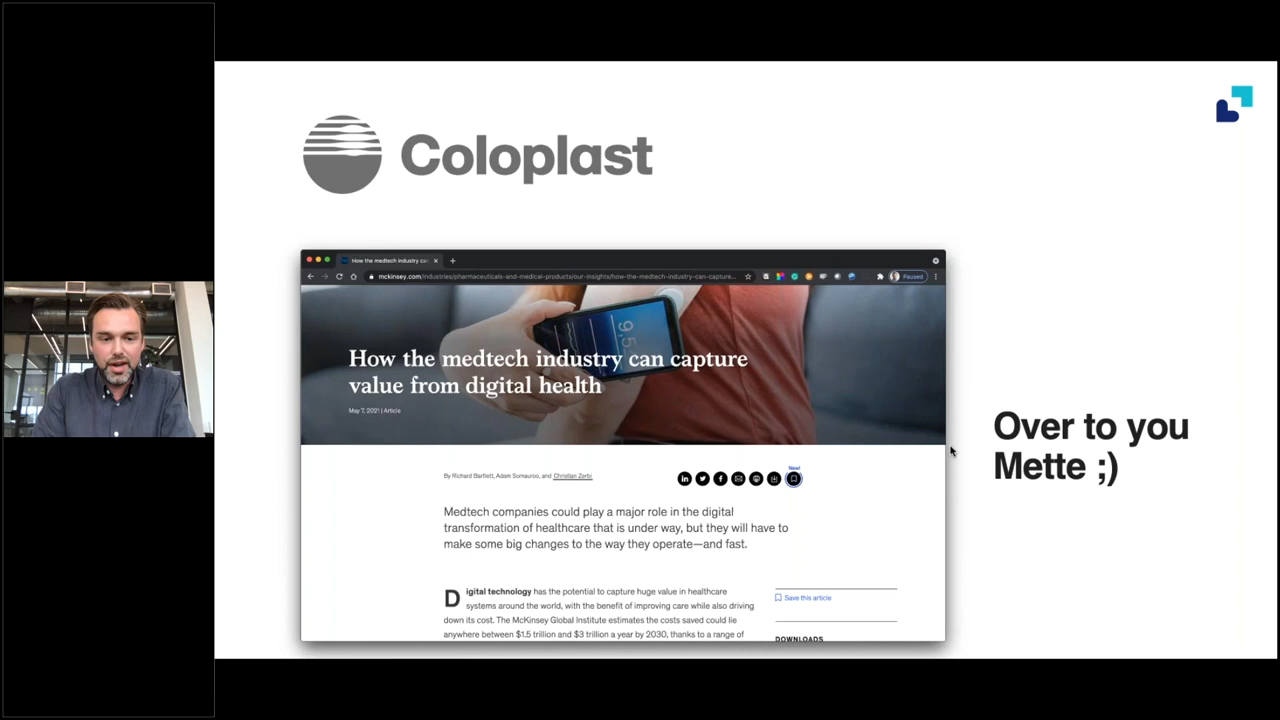 Coloplast
How the medtech industry can
Paused
mckinsey.com/industries/pharmaceuticals-and-medical-products/our-insights/how-the-medtech-industry-can-capture...
9.5
How the medtech industry can capture
value from digital health
May 7, 2021 | Article
By Richard Bartlett, Adam Somauroo, and Christian Zerbi
New!
Medtech companies could play a major role in the digital
transformation of healthcare that is under way, but they will have to
make some big changes to the way they operate—and fast.
Digital technology has the potential to capture huge value in healthcare
systems around the world, with the benefit of improving care while also driving
down its cost. The McKinsey Global Institute estimates the costs saved could lie
anywhere between $1.5 trillion and $3 trillion a year by 2030, thanks to a range of
Save this article
DOWNLOADS
Over to you
Mette ;)